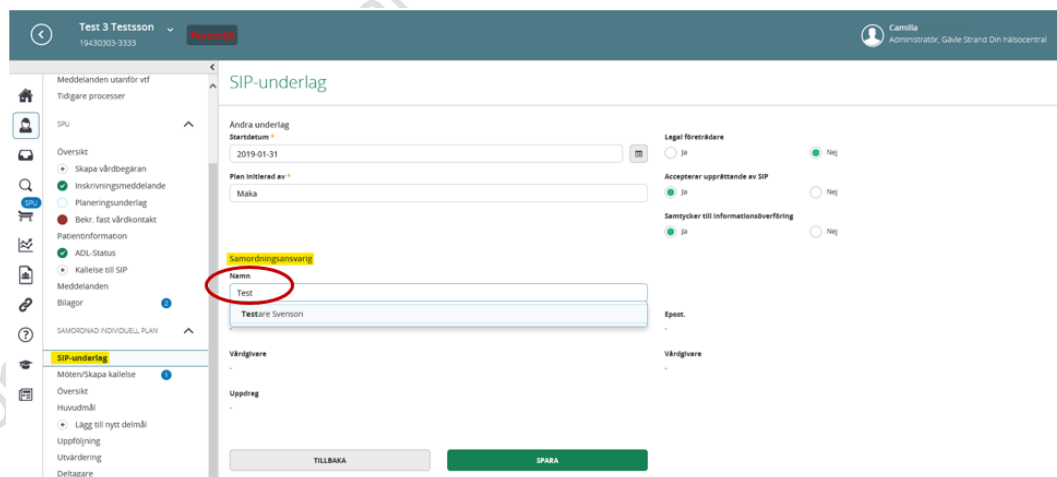 Test 3 Testsson
19430303-3333
Testmiljö
Camilla
Administratör, Gävle Strand Din hälsocentral
Meddelanden utanför vtf
Tidigare processer
SPU
Översikt
Skapa vårdbegäran
Inskrivningsmeddelande
Planeringsunderlag
Bekr. fast vårdkontakt
Patientinformation
ADL-Status
Kallelse till SIP
Meddelanden
Bilagor 2
SAMORDNAD INDIVIDUELL PLAN
SIP-underlag
Möten/Skapa kallelse
Översikt
Huvudmål
Lägg till nytt delmål
Uppföljning
Utvärdering
Deltagare
SPU
SIP-underlag
Ändra underlag
Startdatum *
2019-01-31
Plan initierad av *
Maka
Legal företrädare
Ja Nej
Accepterar upprättande av SIP
Ja Nej
Samtycker till informationsöverföring
Ja Nej
Samordningsansvarig
Namn
Test
Testare Svenson
-
Epost.
-
Vårdgivare
-
Vårdgivare
-
Uppdrag
-
TILLBAKA
SPARA